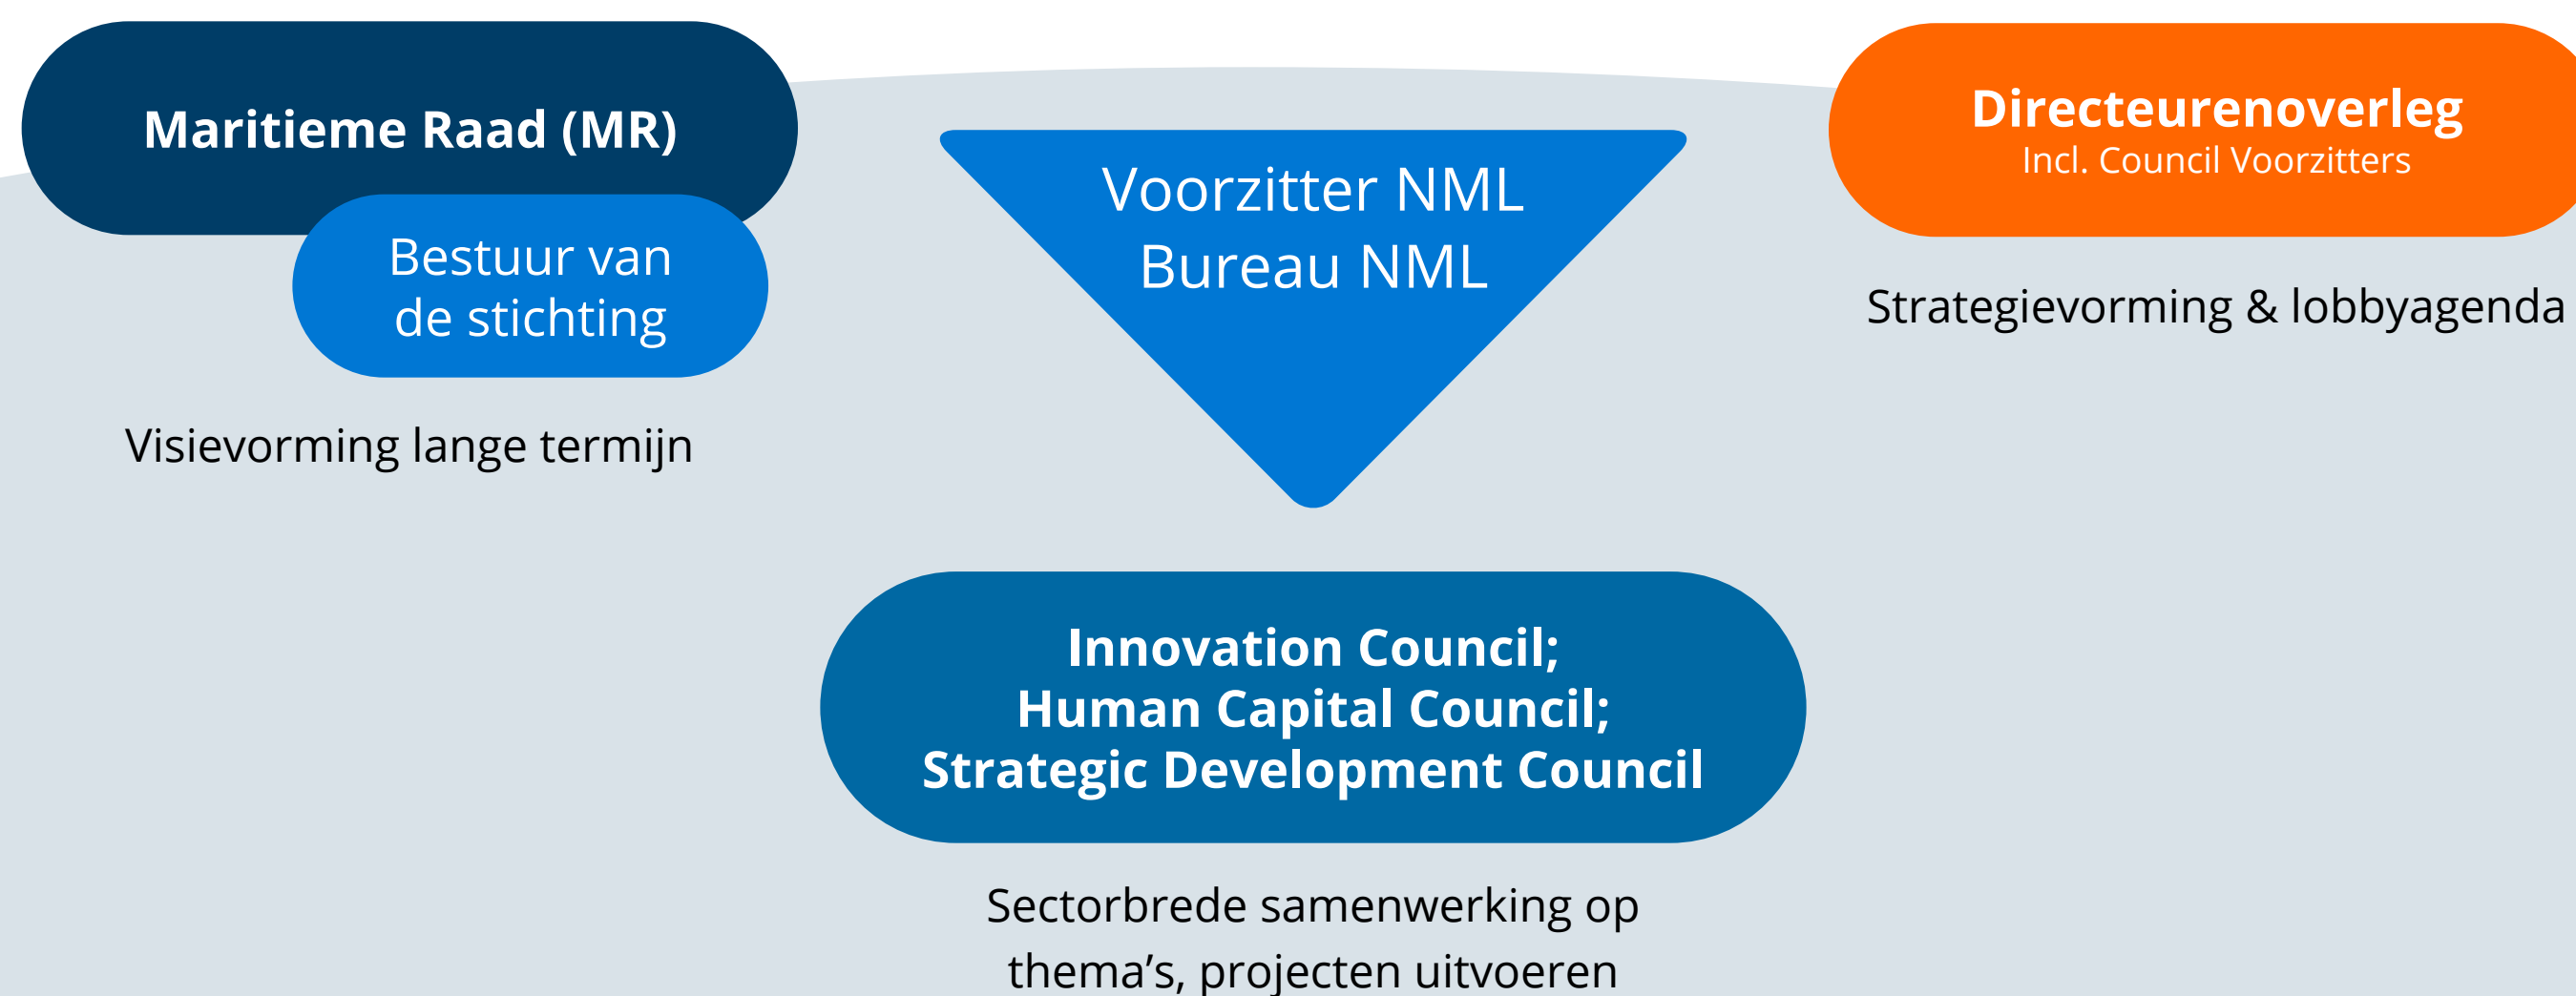 Maritieme Raad (MR)
Bestuur van
de stichting
Visievorming lange termijn
Voorzitter NML
Bureau NML
Directeurenoverleg
Incl. Council Voorzitters
Strategievorming & lobbyagenda
Innovation Council;
Human Capital Council;
Strategic Development Council
Sectorbrede samenwerking op
thema’s, projecten uitvoeren